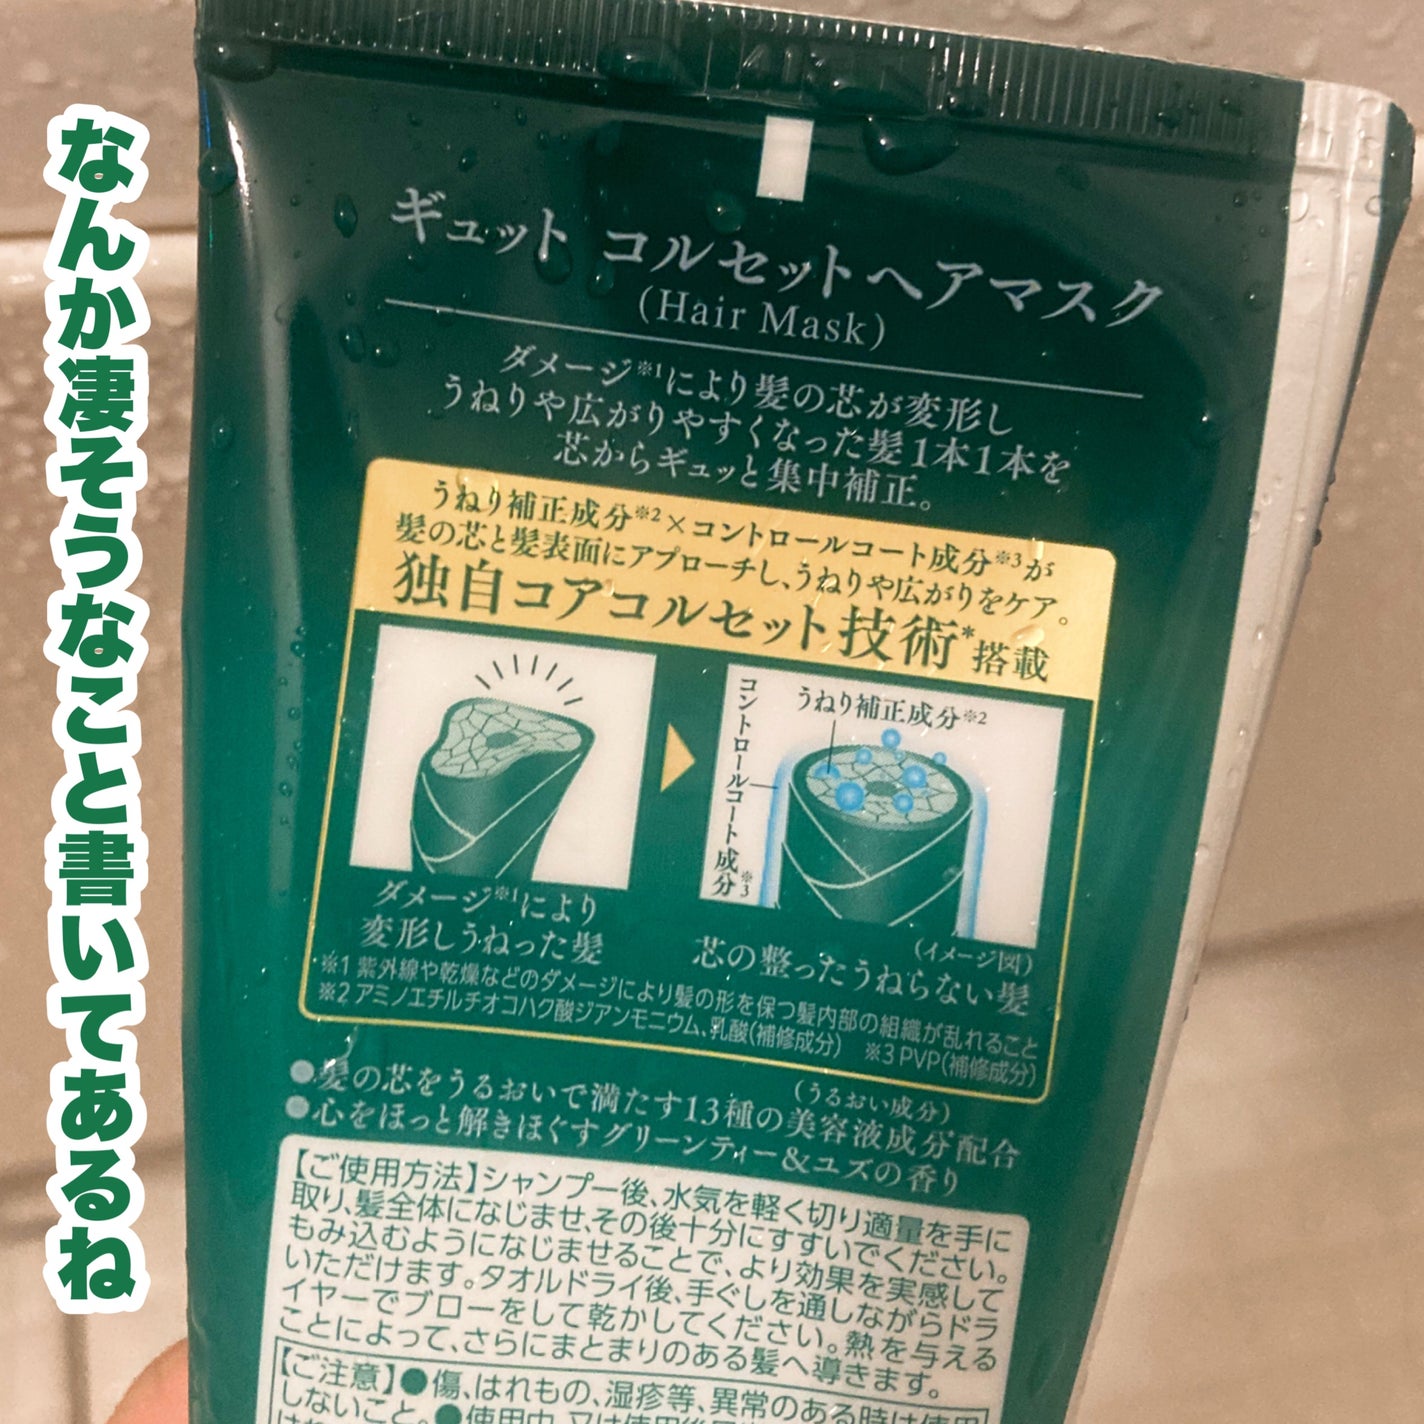 なんか凄そうなこと書いてあるね
ギュット コルセットヘアマスク
(Hair Mask)
ダメージ※1により髪の芯が変形し
うねりや広がりやすくなった髪1本1本を
芯からギュッと集中補正。
うねり補正成分※2×コントロールコート成分※3が
髪の芯と髪表面にアプローチし、うねりや広がりをケア。
独自コアコルセット技術*搭載
うねり補正成分※2
コントロールコート成分※3
ダメージ※1により
変形しうねった髪
(イメージ図)
芯の整ったうねらない髪
※1 紫外線や乾燥などのダメージにより髪の形を保つ髪内部の組織が乱れること
※2 アミノエチルチオコハク酸ジアンモニウム、乳酸(補修成分) ※3 PVP(補修成分)
(うるおい成分)
●髪の芯をうるおいで満たす13種の美容液成分配合
●心をほっと解きほぐすグリーンティー&ユズの香り
【ご使用方法】シャンプー後、水気を軽く切り適量を手に
取り、髪全体になじませ、その後十分にすすいでください。
もみ込むようになじませることで、より効果を実感して
いただけます。タオルドライ後、手ぐしを通しながらドラ
イヤーでブローをして乾かしてください。熱を与える
ことによって、さらにまとまりのある髪へ導きます。
【ご注意】●傷、はれもの、湿疹等、異常のある時は使用
しないこと。●使用中、又は使用後